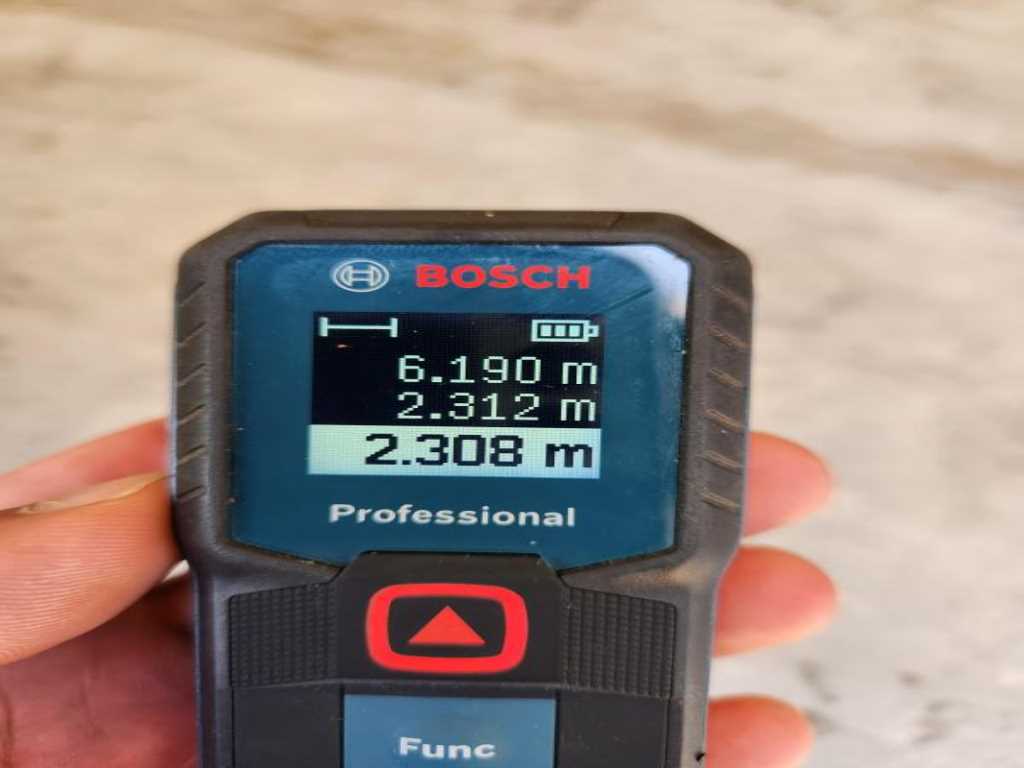 BOSCH
6.190 m
2.312 m
2.308 m
Professional
Func